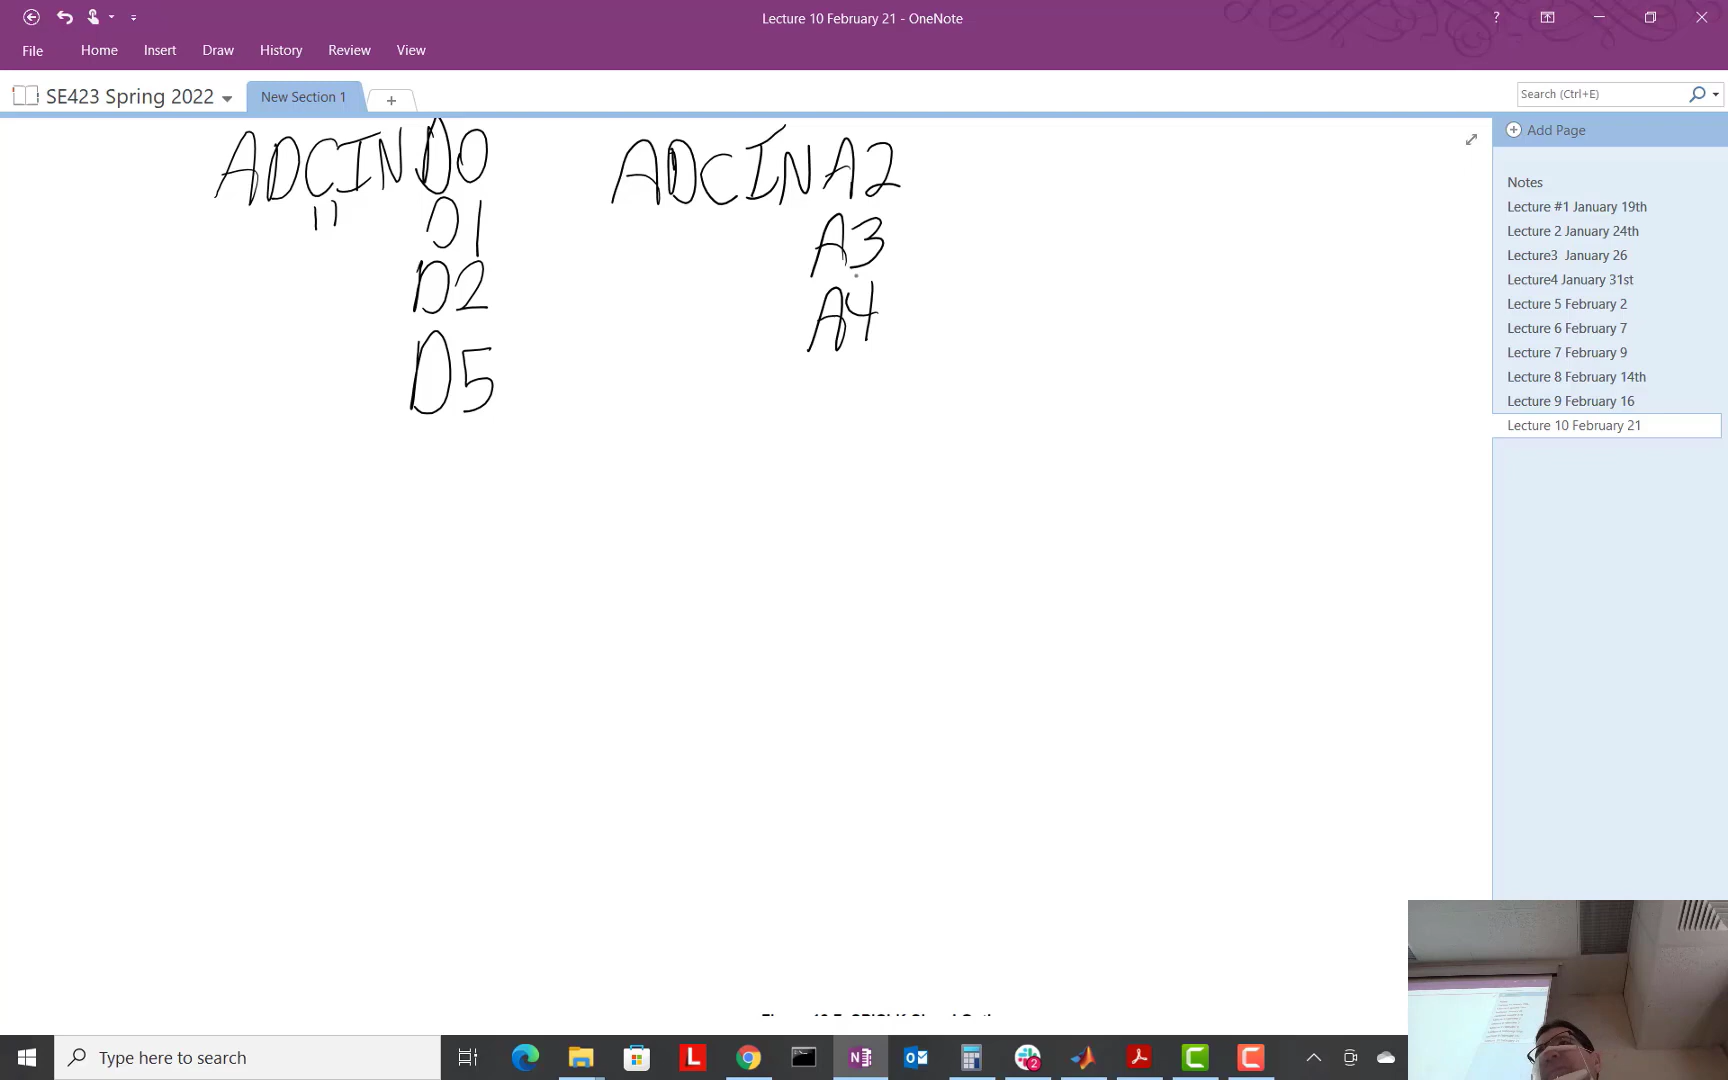 Lecture 10 February 21 - OneNote
File Home Insert Draw History Review View
SE423 Spring 2022
New Section 1
Search (Ctrl+E)
Add Page
Notes
Lecture #1 January 19th
Lecture 2 January 24th
Lecture3 January 26
Lecture4 January 31st
Lecture 5 February 2
Lecture 6 February 7
Lecture 7 February 9
Lecture 8 February 14th
Lecture 9 February 16
Lecture 10 February 21
ADCIND0
" D1
D2
D5
ADCINA2
A3
A4
Type here to search